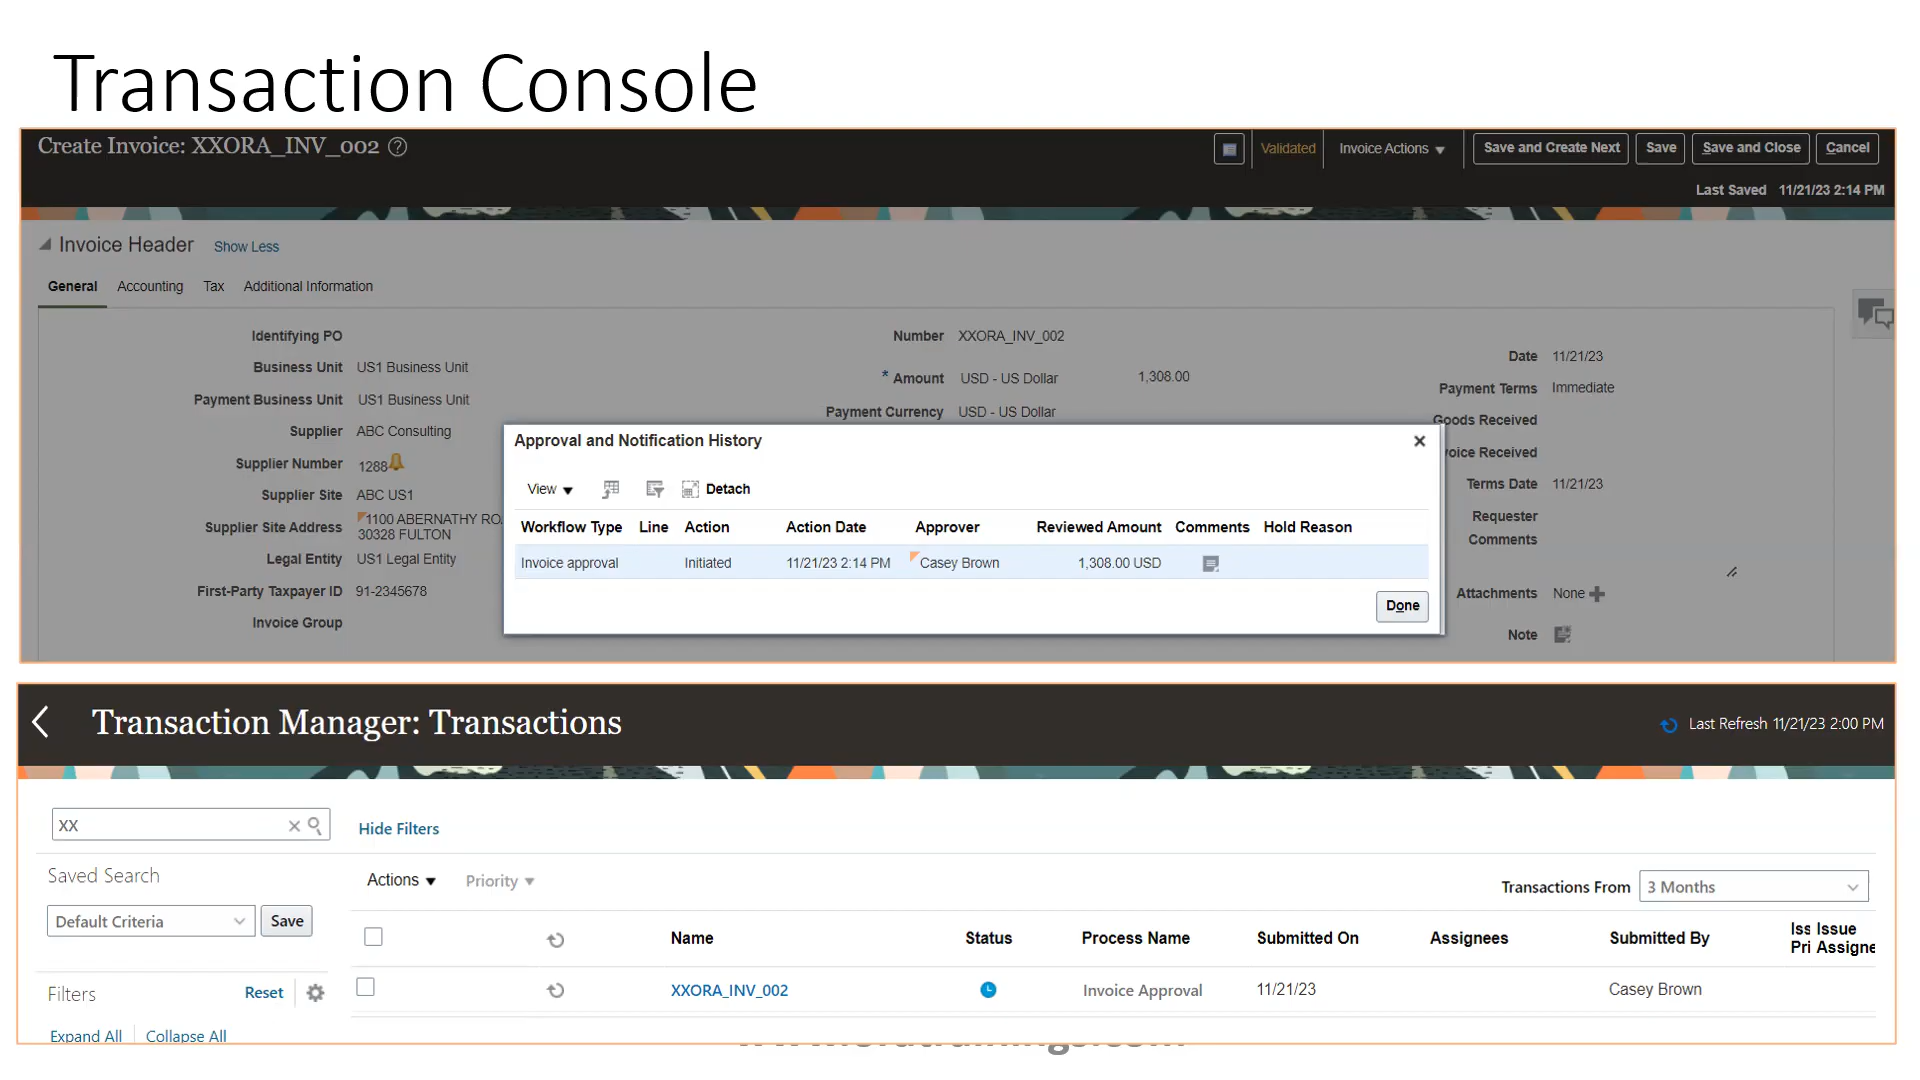 Transaction Console
Create Invoice: XXORA_INV_002 ?
Validated
Invoice Actions
Save and Create Next
Save
Save and Close
Cancel
Last Saved 11/21/23 2:14 PM
Invoice Header Show Less
General Accounting Tax Additional Information
Identifying PO
Business Unit US1 Business Unit
Payment Business Unit US1 Business Unit
Supplier ABC Consulting
Supplier Number 1288
Supplier Site ABC US1
Supplier Site Address 1100 ABERNATHY RO
30328 FULTON
Legal Entity US1 Legal Entity
First-Party Taxpayer ID 91-2345678
Invoice Group
Number XXORA_INV_002
* Amount USD - US Dollar 1,308.00
Payment Currency USD - US Dollar
Date 11/21/23
Payment Terms Immediate
Goods Received
voice Received
Terms Date 11/21/23
Requester
Comments
Attachments None
Note
Approval and Notification History
View Detach
Workflow Type Line Action Action Date Approver Reviewed Amount Comments Hold Reason
Invoice approval Initiated 11/21/23 2:14 PM Casey Brown 1,308.00 USD
Done
Transaction Manager: Transactions
Last Refresh 11/21/23 2:00 PM
XX
Hide Filters
Saved Search
Default Criteria Save
Filters Reset
Expand All Collapse All
Actions Priority
Transactions From 3 Months
Name Status Process Name Submitted On Assignees Submitted By Iss Issue
Pri Assigne
XXORA_INV_002 Invoice Approval 11/21/23 Casey Brown